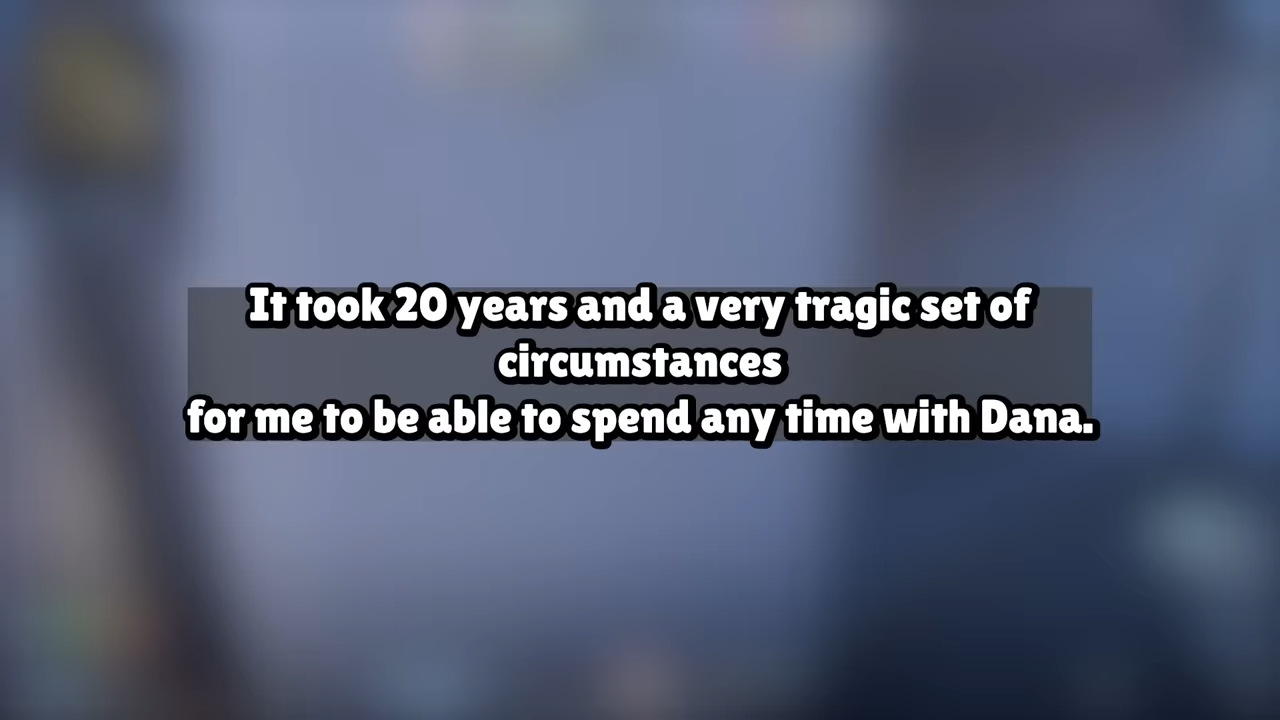 It took 20 years and a very tragic set of
circumstances
for me to be able to spend any time with Dana.